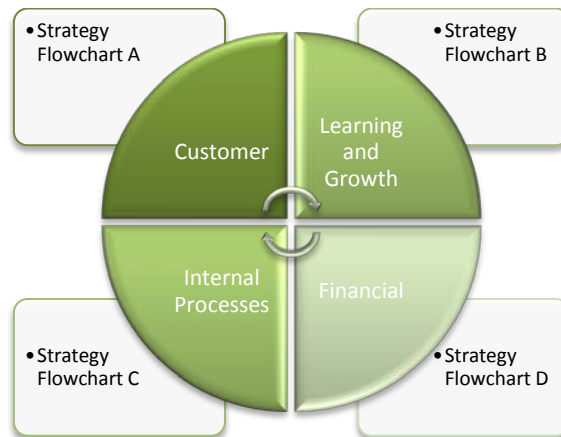 • Strategy
Flowchart A
• Strategy
Flowchart B
Customer
Learning
and
Growth
Internal
Processes
Financial
• Strategy
Flowchart C
• Strategy
Flowchart D